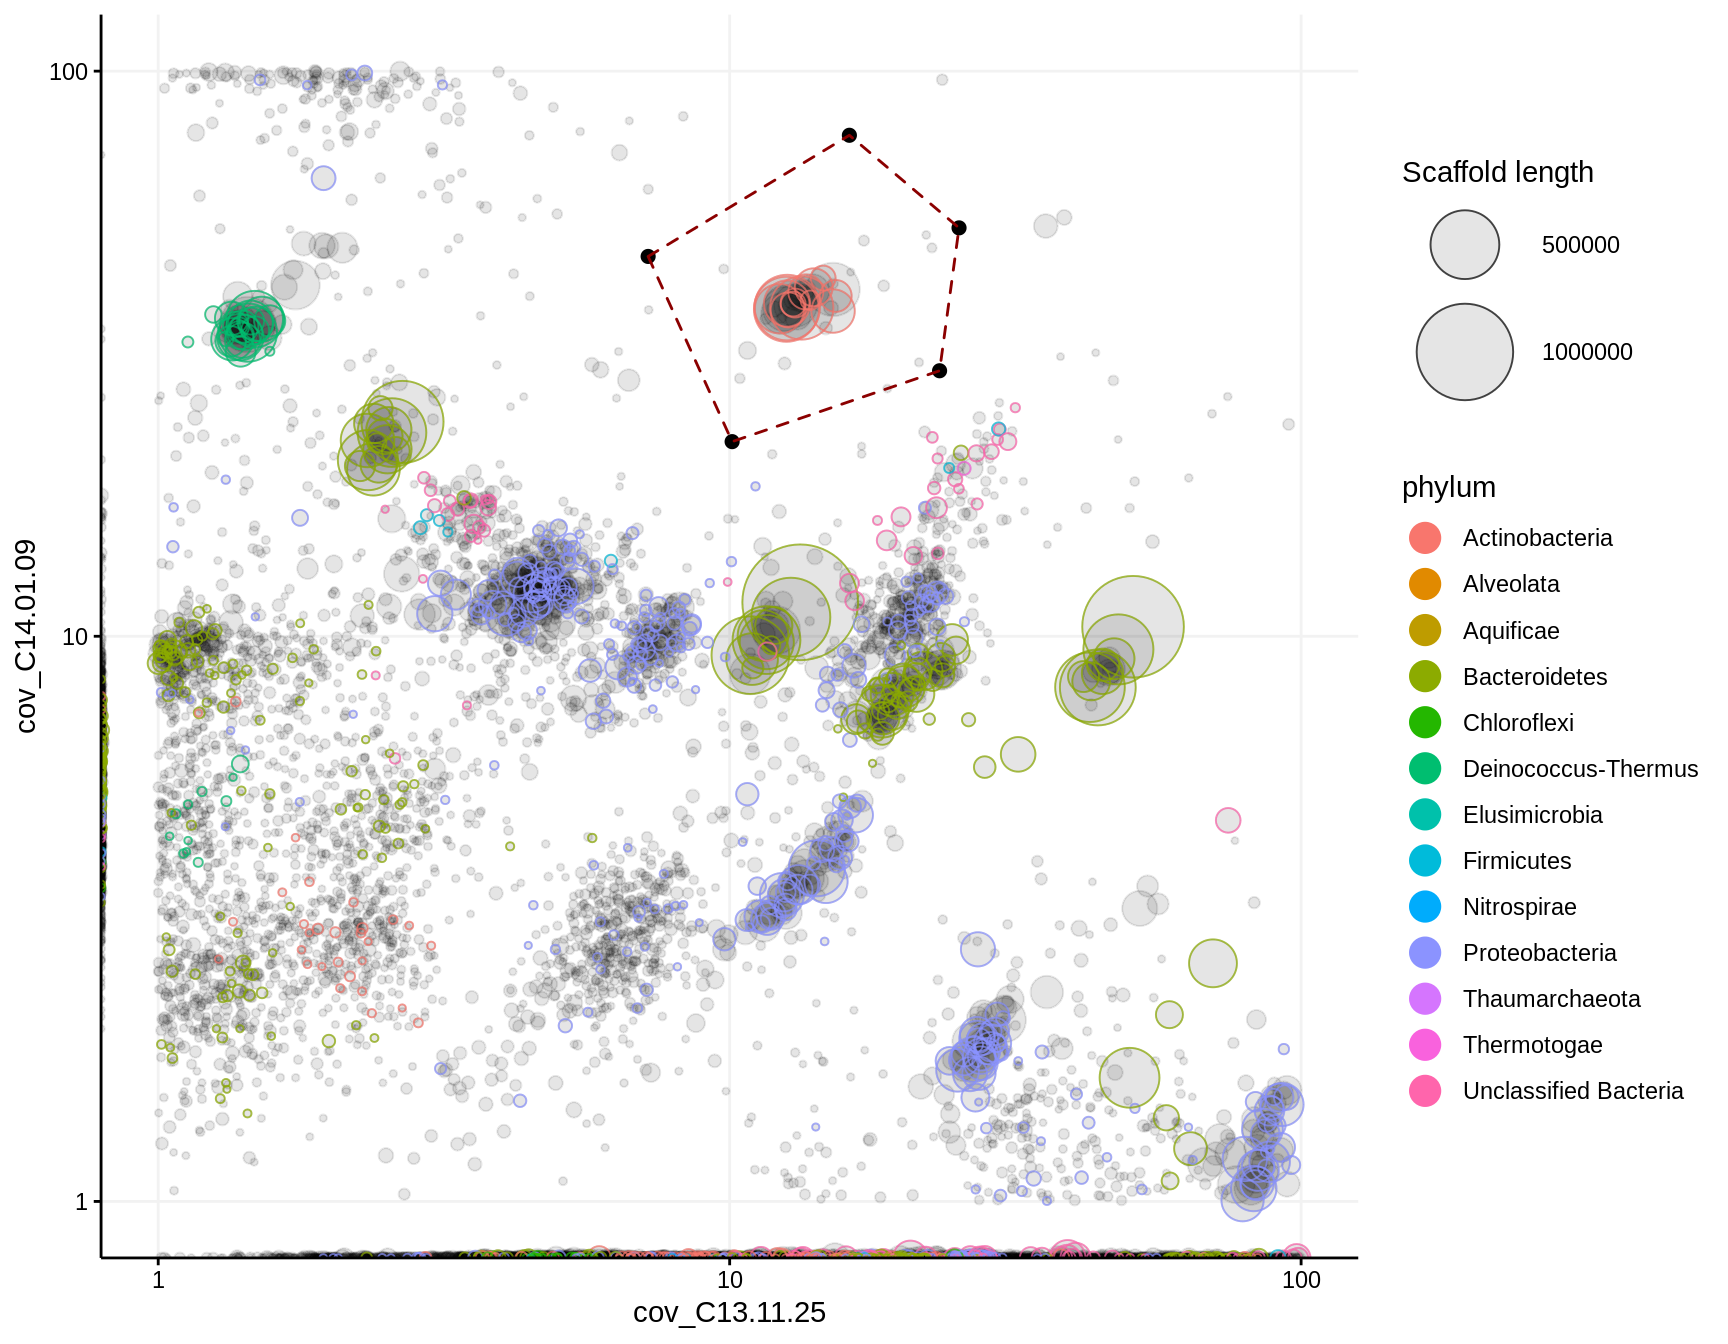 100
10
1
cov_C14.01.09
1
10
100
cov_C13.11.25
Scaffold length
500000
1000000
phylum
Actinobacteria
Alveolata
Aquificae
Bacteroidetes
Chloroflexi
Deinococcus-Thermus
Elusimicrobia
Firmicutes
Nitrospirae
Proteobacteria
Thaumarchaeota
Thermotogae
Unclassified Bacteria